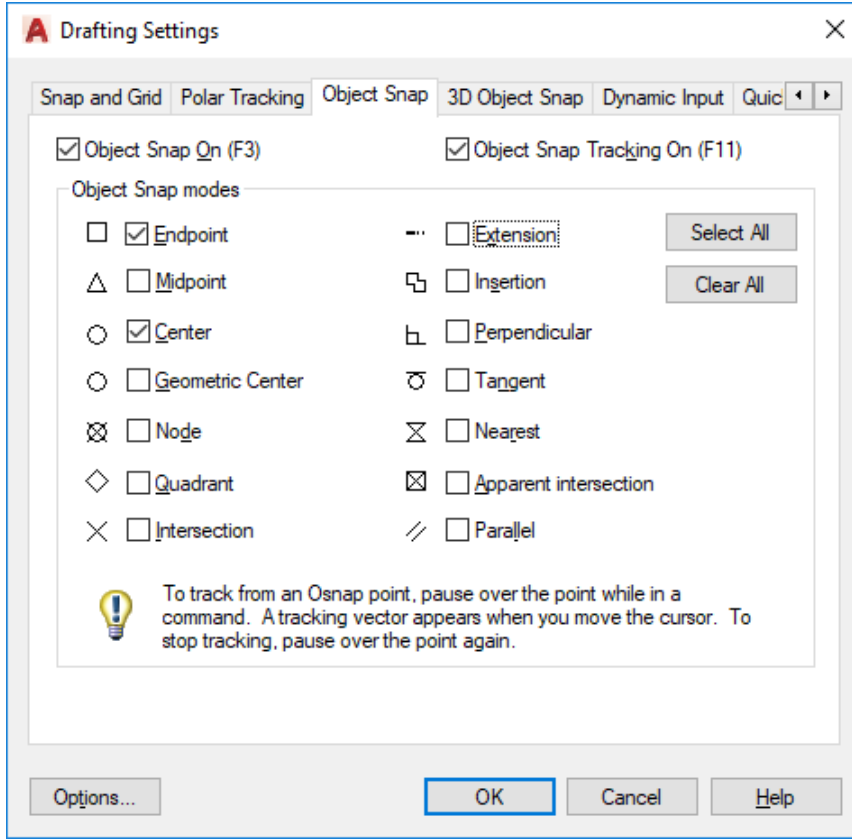 Drafting Settings
Snap and Grid Polar Tracking Object Snap 3D Object Snap Dynamic Input Quic
Object Snap On (F3) Object Snap Tracking On (F11)
Object Snap modes
Endpoint Extension Select All
Midpoint Insertion Clear All
Center Perpendicular
Geometric Center Tangent
Node Nearest
Quadrant Apparent intersection
Intersection Parallel
To track from an Osnap point, pause over the point while in a
command. A tracking vector appears when you move the cursor. To
stop tracking, pause over the point again.
Options... OK Cancel Help